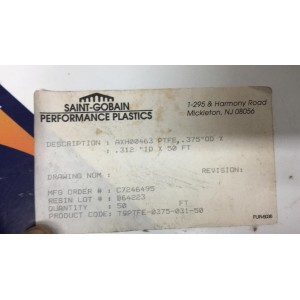 SAINT-GOBAIN
PERFORMANCE PLASTICS
1-295 & Harmony Road
Mickleton, NJ 08056
DESCRIPTION : AXH00463 PTFE,.375"OD X
.312 "ID X 50 FT
DRAWING NUM :
REVISION:
MFG ORDER # : C7246495
RESIN LOT # : B64223
QUANTITY : 50 FT.
PRODUCT CODE: TWPTFE-0375-031-50